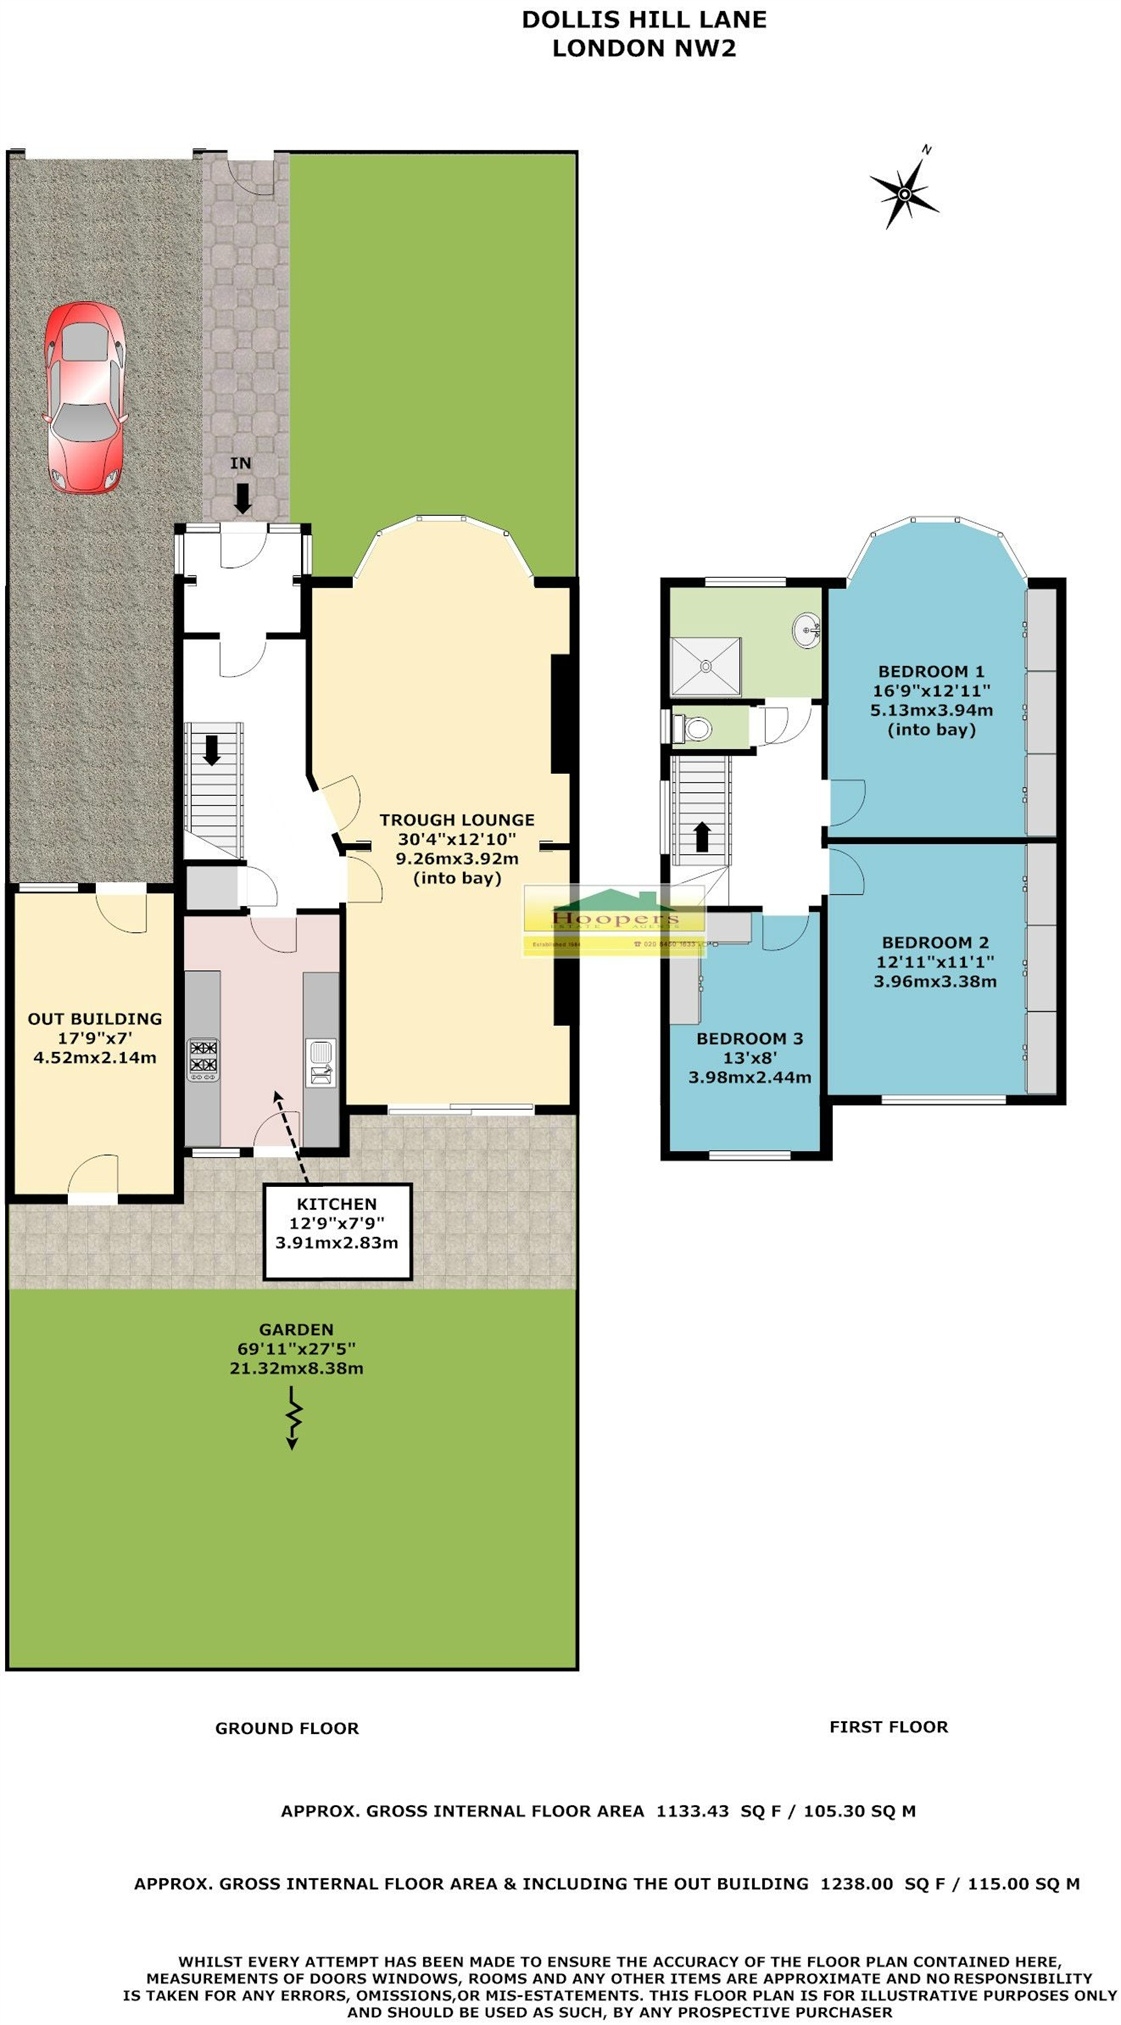 DOLLIS HILL LANE
LONDON NW2
N
IN
TROUGH LOUNGE
30'4"x12'10"
9.26mx3.92m
(into bay)
BEDROOM 1
16'9"x12'11"
5.13mx3.94m
(into bay)
Hoopers
ESTATE AGENTS
BEDROOM 2
12'11"x11'1"
3.96mx3.38m
OUT BUILDING
17'9"x7'
4.52mx2.14m
BEDROOM 3
13'x8'
3.98mx2.44m
KITCHEN
12'9"x7'9"
3.91mx2.83m
GARDEN
69'11"x27'5"
21.32mx8.38m
GROUND FLOOR
FIRST FLOOR
APPROX. GROSS INTERNAL FLOOR AREA 1133.43 SQ F / 105.30 SQ M
APPROX. GROSS INTERNAL FLOOR AREA & INCLUDING THE OUT BUILDING 1238.00 SQ F / 115.00 SQ M
WHILST EVERY ATTEMPT HAS BEEN MADE TO ENSURE THE ACCURACY OF THE FLOOR PLAN CONTAINED HERE,
MEASUREMENTS OF DOORS WINDOWS, ROOMS AND ANY OTHER ITEMS ARE APPROXIMATE AND NO RESPONSIBILITY
IS TAKEN FOR ANY ERRORS, OMISSIONS,OR MIS-ESTATEMENTS. THIS FLOOR PLAN IS FOR ILLUSTRATIVE PURPOSES ONLY
AND SHOULD BE USED AS SUCH, BY ANY PROSPECTIVE PURCHASER